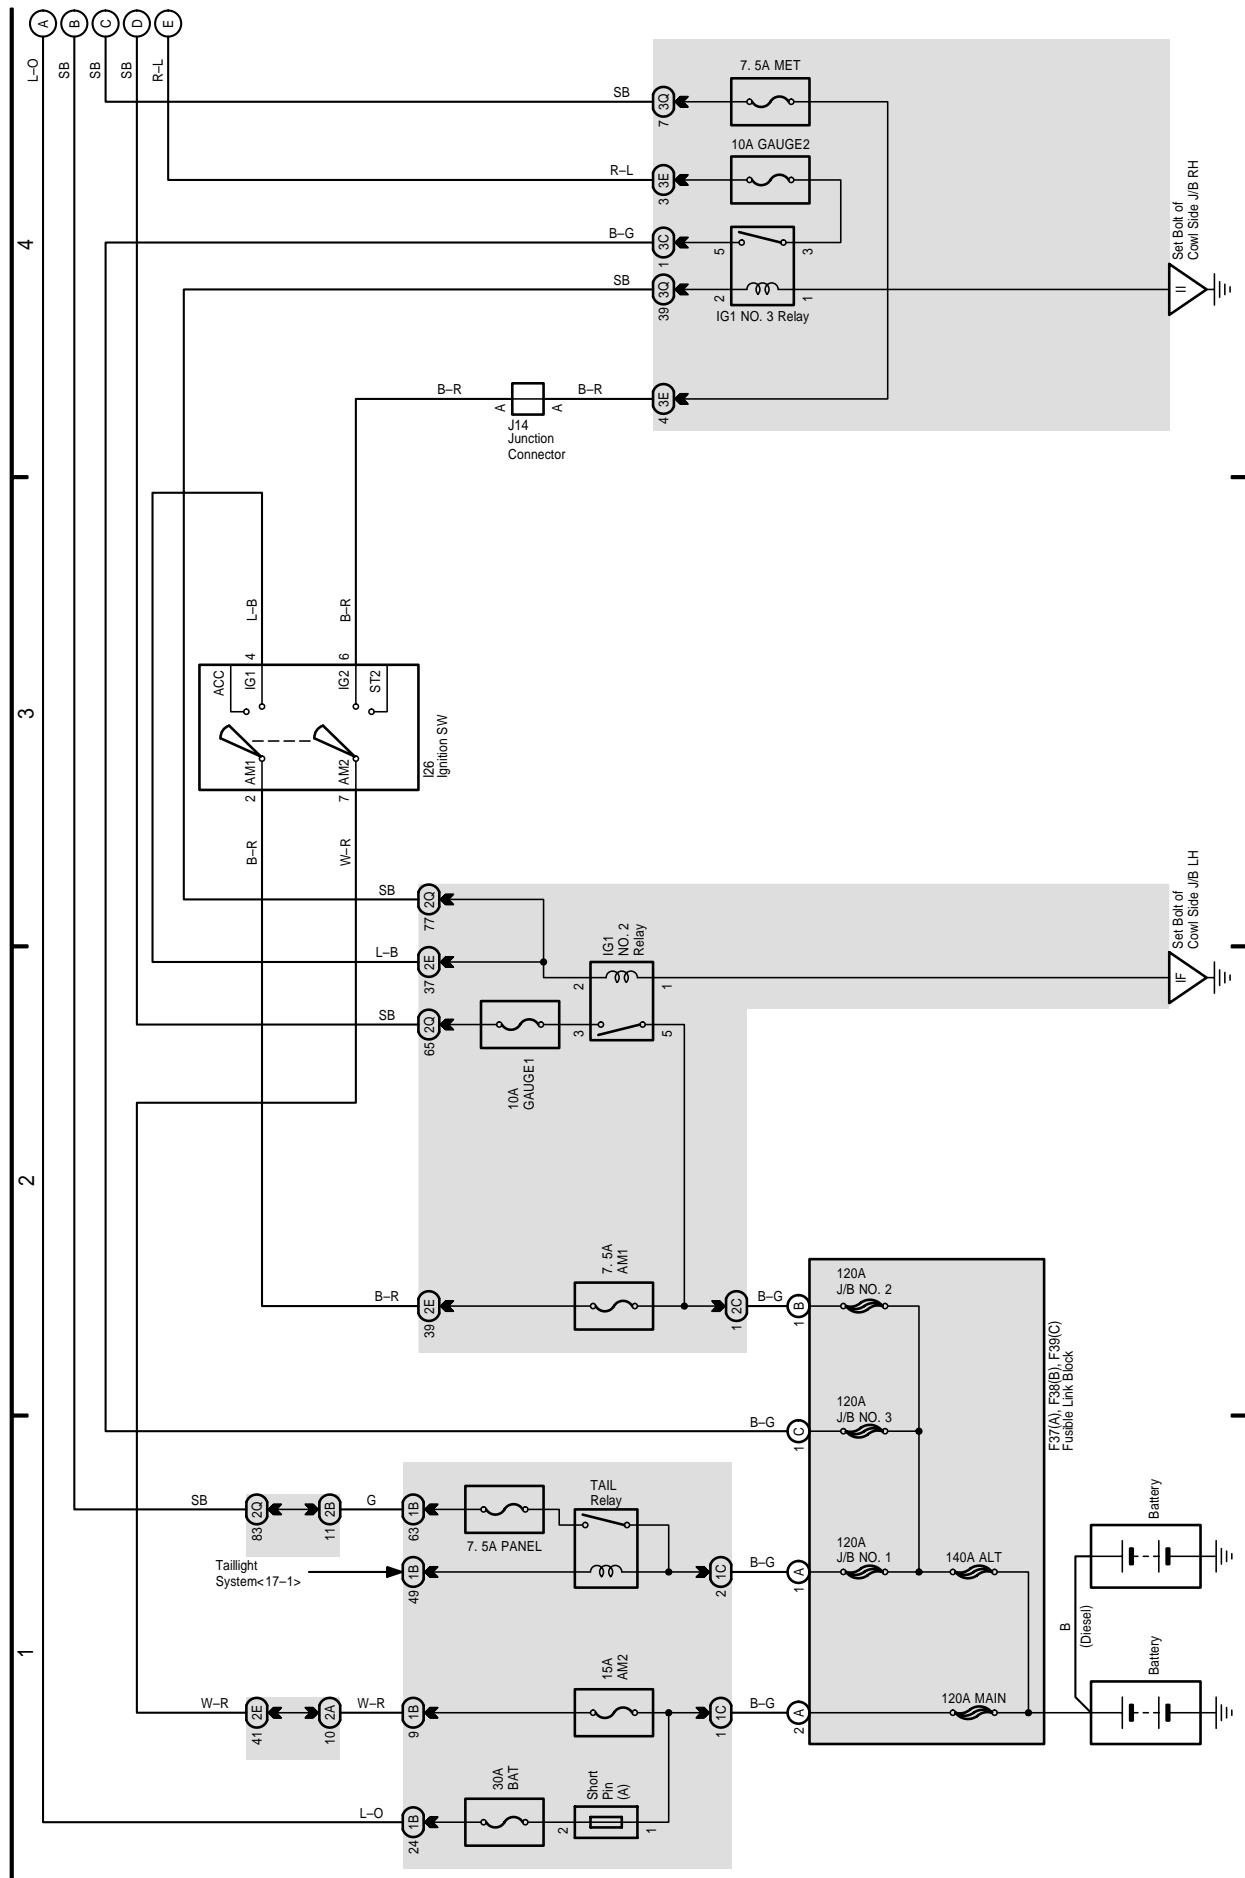 A
B
C
D
E
L–O
SB
SB
SB
R–L
4
3
2
1
7. 5A MET
SB
7
3Q
10A GAUGE2
R–L
3
3E
B–G
1
3C
5
3
SB
39
3Q
2
1
IG1 NO. 3 Relay
II
Set Bolt of
Cowl Side J/B RH
B–R
A
A
B–R
4
3E
J14
Junction
Connector
L–B
B–R
4
6
ACC
IG1
IG2
ST2
AM1
AM2
2
7
I26
Ignition SW
B–R
W–R
SB
77
2Q
L–B
37
2E
SB
65
2Q
IG1
NO. 2
Relay
2
1
3
5
10A
GAUGE1
IF
Set Bolt of
Cowl Side J/B LH
7. 5A
AM1
B–R
39
2E
1
2C
B–G
1
B
120A
J/B NO. 2
B–G
1
C
120A
J/B NO. 3
F37(A), F38(B), F39(C)
Fusible Link Block
SB
83
2Q
11
2B
G
63
1B
7. 5A PANEL
TAIL
Relay
Taillight
System<17–1>
49
1B
2
1C
B–G
1
A
120A
J/B NO. 1
140A ALT
Battery
B
(Diesel)
W–R
41
2E
10
2A
W–R
9
1B
15A
AM2
1
1C
B–G
2
A
120A MAIN
Battery
L–O
24
1B
30A
BAT
2
1
Short
Pin
(A)